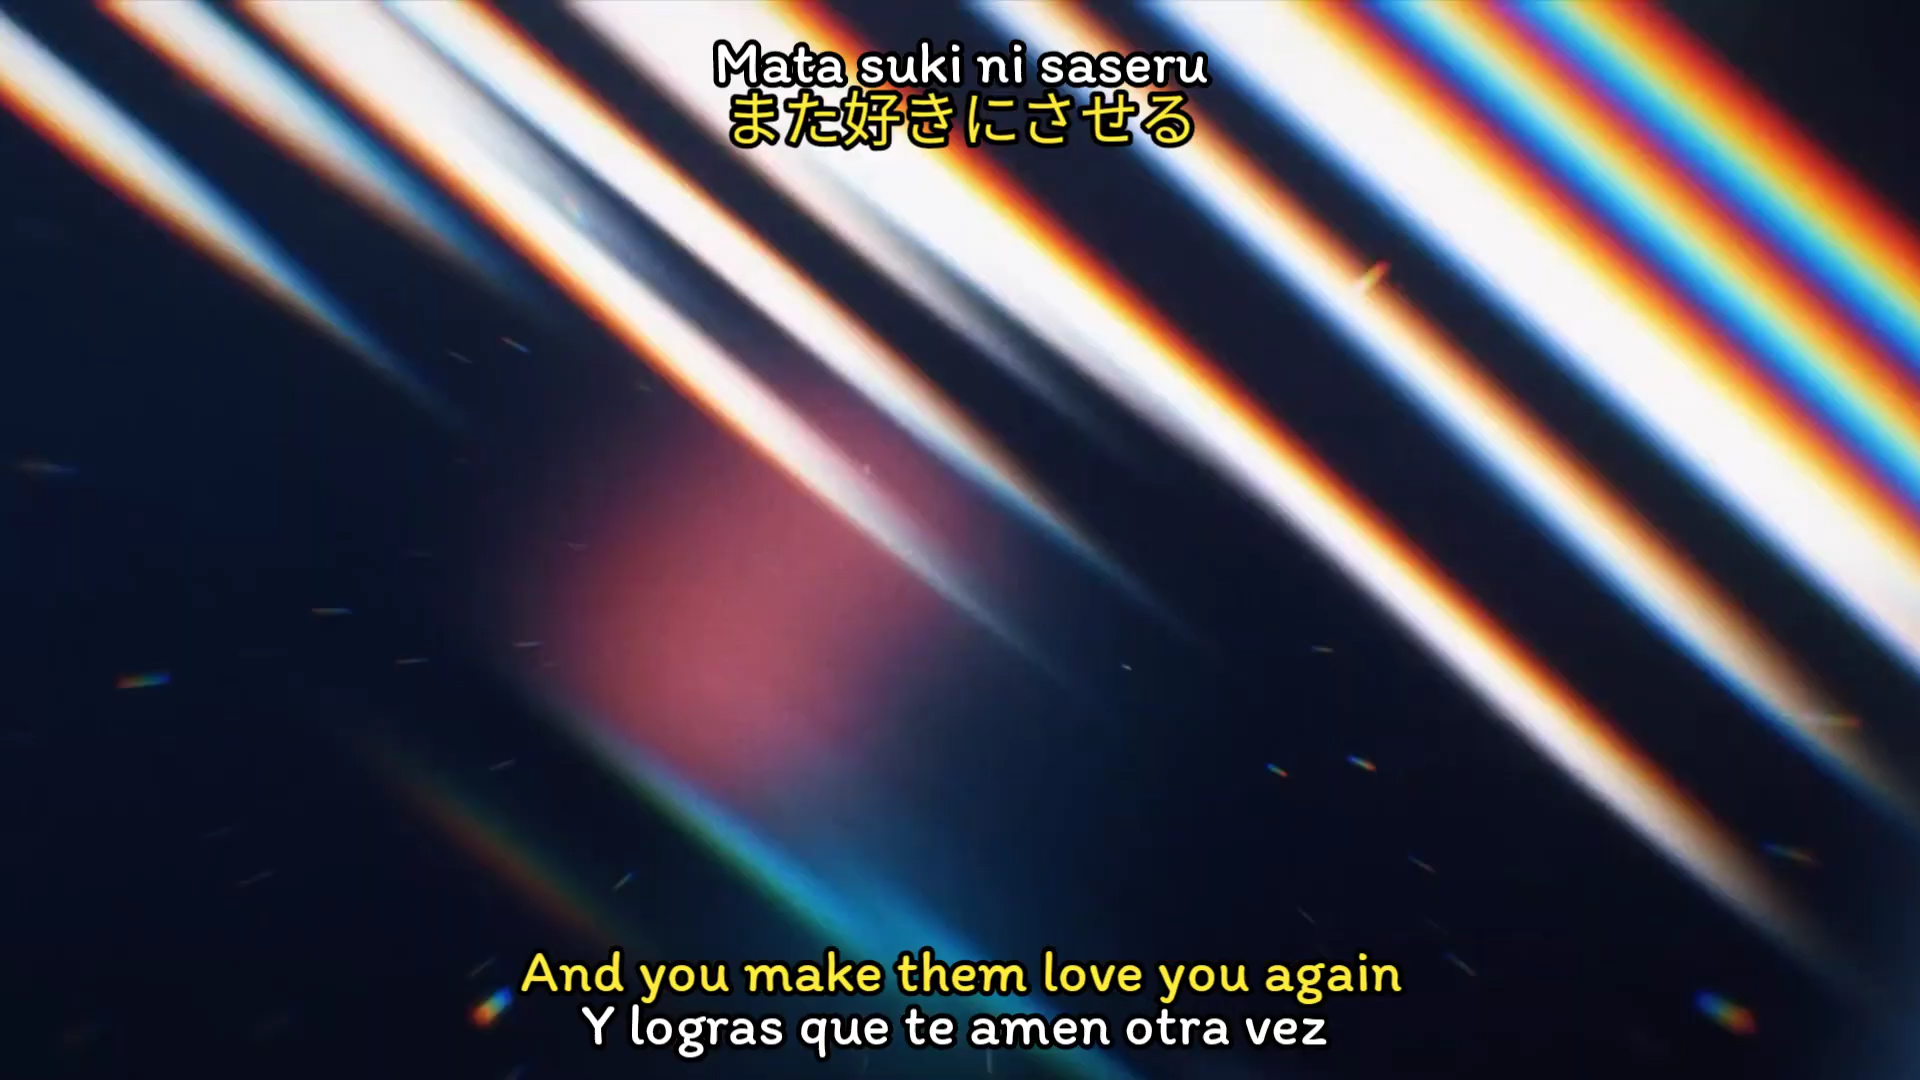 Mata suki ni saseru
また好きにさせる
And you make them love you again
Y logras que te amen otra vez